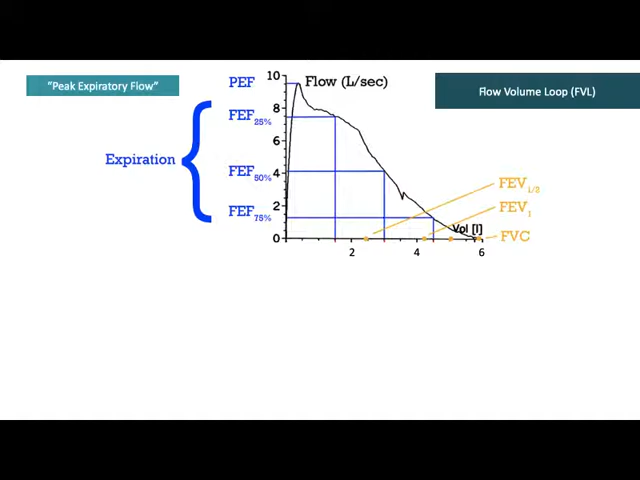 "Peak Expiratory Flow"
PEF
10
Flow (L/sec)
Flow Volume Loop (FVL)
8
FEF25%
6
Expiration
FEF50%
4
FEV1/2
2
FEF75%
FEV1
Vol [l]
0
FVC
2
4
6